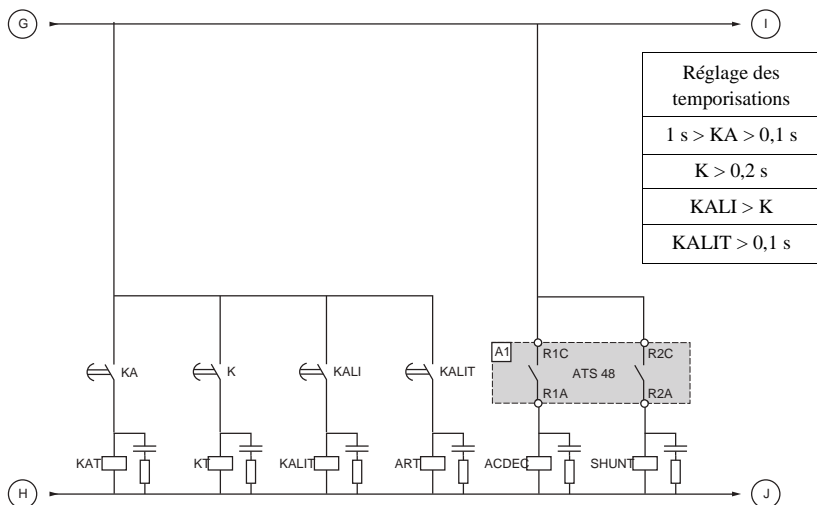 G
I
Réglage des
temporisations
1 s > KA > 0,1 s
K > 0,2 s
KALI > K
KALIT > 0,1 s
A1
R1C
R2C
KA
K
KALI
KALIT
ATS 48
R1A
R2A
KAT
KT
KALIT
ART
ACDEC
SHUNT
H
J